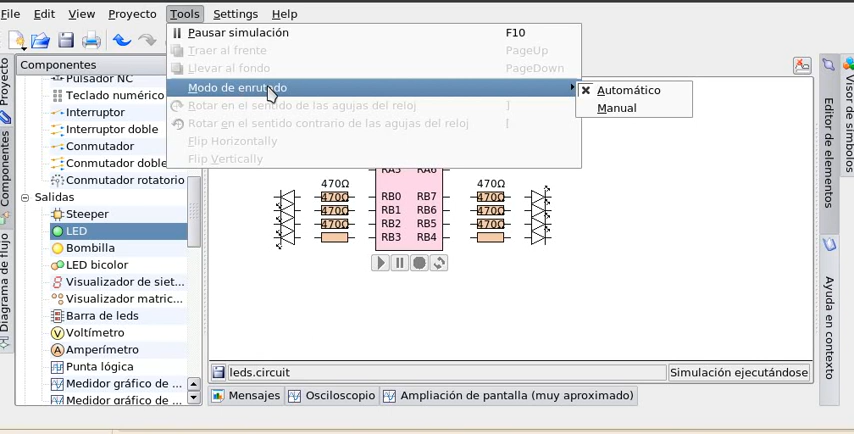 File Edit View Proyecto Tools Settings Help
Pausar simulación F10
Traer al frente PageUp
Llevar al fondo PageDown
Modo de enrutado
Automático
Manual
Rotar en el sentido de las agujas del reloj ]
Rotar en el sentido contrario de las agujas del reloj [
Flip Horizontally
Flip Vertically
Proyecto
Componentes
Diagrama de flujo
Componentes
Pulsador NC
Teclado numérico
Interruptor
Interruptor doble
Conmutador
Conmutador doble
Conmutador rotatorio
Salidas
Steeper
LED
Bombilla
LED bicolor
Visualizador de siet...
Visualizador matric...
Barra de leds
Voltímetro
Amperímetro
Punta lógica
Medidor gráfico de ...
Medidor gráfico de ...
RA5 RA6
470Ω 470Ω
470Ω RB0 RB7 470Ω
470Ω RB1 RB6 470Ω
470Ω RB2 RB5 470Ω
RB3 RB4
leds.circuit
Simulación ejecutándose
Mensajes Osciloscopio Ampliación de pantalla (muy aproximado)
Editor de elementos
Ayuda en contexto
Visor de símbolos